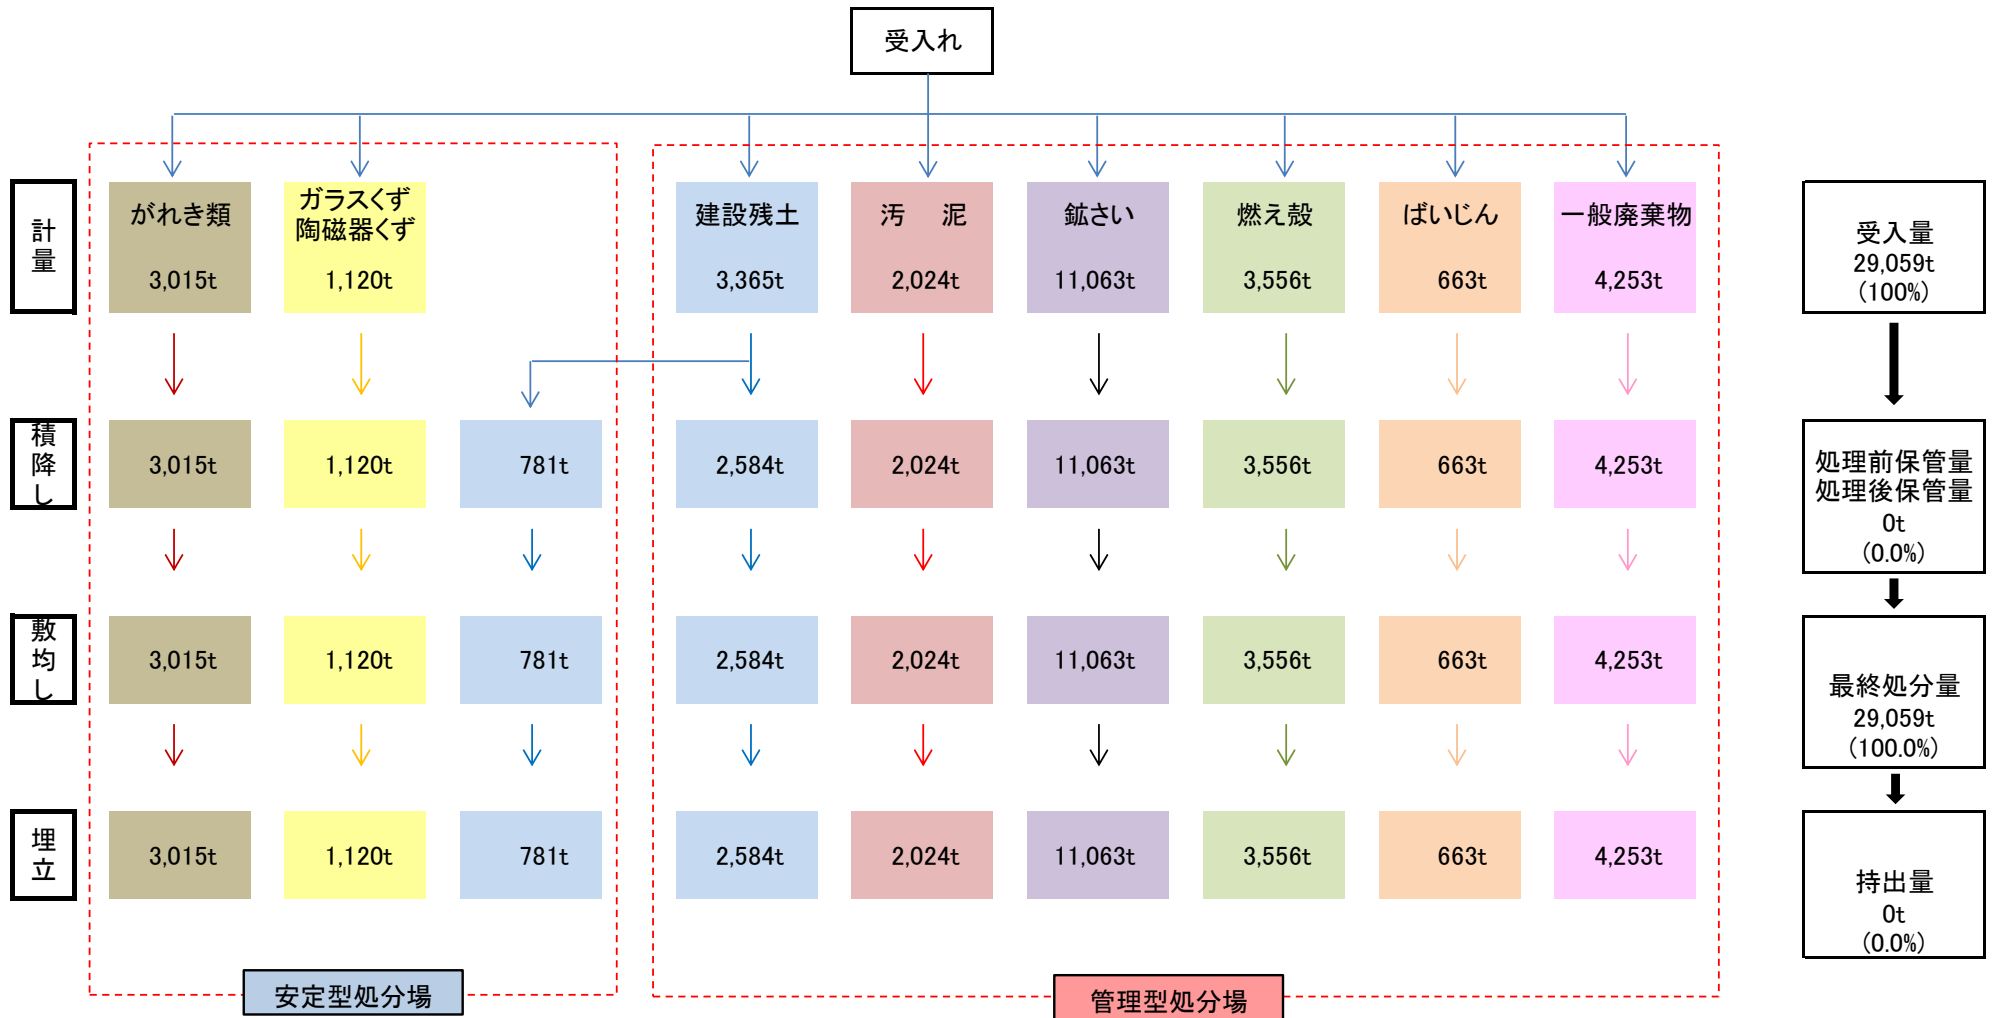 受入れ
計
量
がれき類
3,015t
ガラスくず
陶磁器くず
1,120t
建設残土
3,365t
汚　泥
2,024t
鉱さい
11,063t
燃え殻
3,556t
ばいじん
663t
一般廃棄物
4,253t
受入量
29,059t
(100%)
積
降
し
3,015t
1,120t
781t
2,584t
2,024t
11,063t
3,556t
663t
4,253t
処理前保管量
処理後保管量
0t
(0.0%)
敷
均
し
3,015t
1,120t
781t
2,584t
2,024t
11,063t
3,556t
663t
4,253t
最終処分量
29,059t
(100.0%)
埋
立
3,015t
1,120t
781t
2,584t
2,024t
11,063t
3,556t
663t
4,253t
持出量
0t
(0.0%)
安定型処分場
管理型処分場